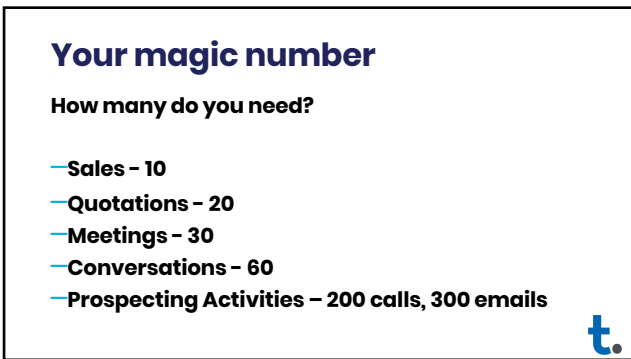 Your magic number
How many do you need?
—Sales - 10
—Quotations - 20
—Meetings - 30
—Conversations - 60
—Prospecting Activities – 200 calls, 300 emails
t.